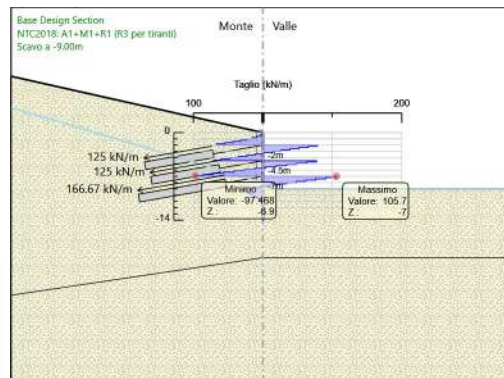 Base Design Section
NTC2018: A1+M1+R1 (R3 per tiranti)
Scavo a -9.00m
Monte Valle
Taglio (kN/m)
100 200
0
125 kN/m
-2m
125 kN/m
-4.5m
166.67 kN/m
-7m
Minimo
Valore: -97.468
Z : -6.9
Massimo
Valore: 105.7
Z : -7
-14